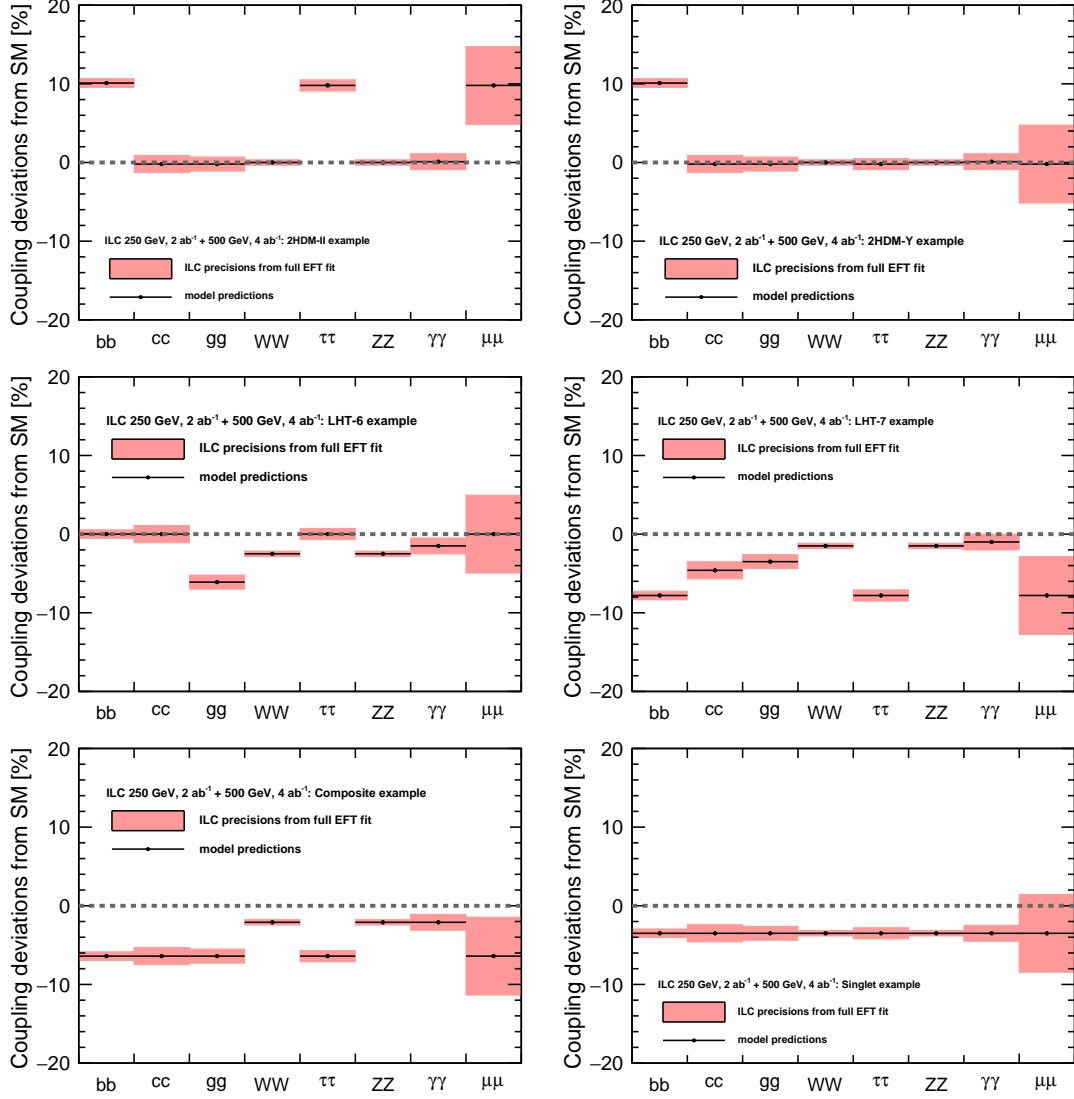 Coupling deviations from SM [%]
20
10
0
−10
−20
ILC 250 GeV, 2 ab⁻¹ + 500 GeV, 4 ab⁻¹: 2HDM-II example
ILC precisions from full EFT fit
model predictions
bb cc gg WW ττ ZZ γγ μμ
Coupling deviations from SM [%]
20
10
0
−10
−20
ILC 250 GeV, 2 ab⁻¹ + 500 GeV, 4 ab⁻¹: 2HDM-Y example
ILC precisions from full EFT fit
model predictions
bb cc gg WW ττ ZZ γγ μμ
Coupling deviations from SM [%]
20
10
0
−10
−20
ILC 250 GeV, 2 ab⁻¹ + 500 GeV, 4 ab⁻¹: LHT-6 example
ILC precisions from full EFT fit
model predictions
bb cc gg WW ττ ZZ γγ μμ
Coupling deviations from SM [%]
20
10
0
−10
−20
ILC 250 GeV, 2 ab⁻¹ + 500 GeV, 4 ab⁻¹: LHT-7 example
ILC precisions from full EFT fit
model predictions
bb cc gg WW ττ ZZ γγ μμ
Coupling deviations from SM [%]
20
10
0
−10
−20
ILC 250 GeV, 2 ab⁻¹ + 500 GeV, 4 ab⁻¹: Composite example
ILC precisions from full EFT fit
model predictions
bb cc gg WW ττ ZZ γγ μμ
Coupling deviations from SM [%]
20
10
0
−10
−20
ILC 250 GeV, 2 ab⁻¹ + 500 GeV, 4 ab⁻¹: Singlet example
ILC precisions from full EFT fit
model predictions
bb cc gg WW ττ ZZ γγ μμ